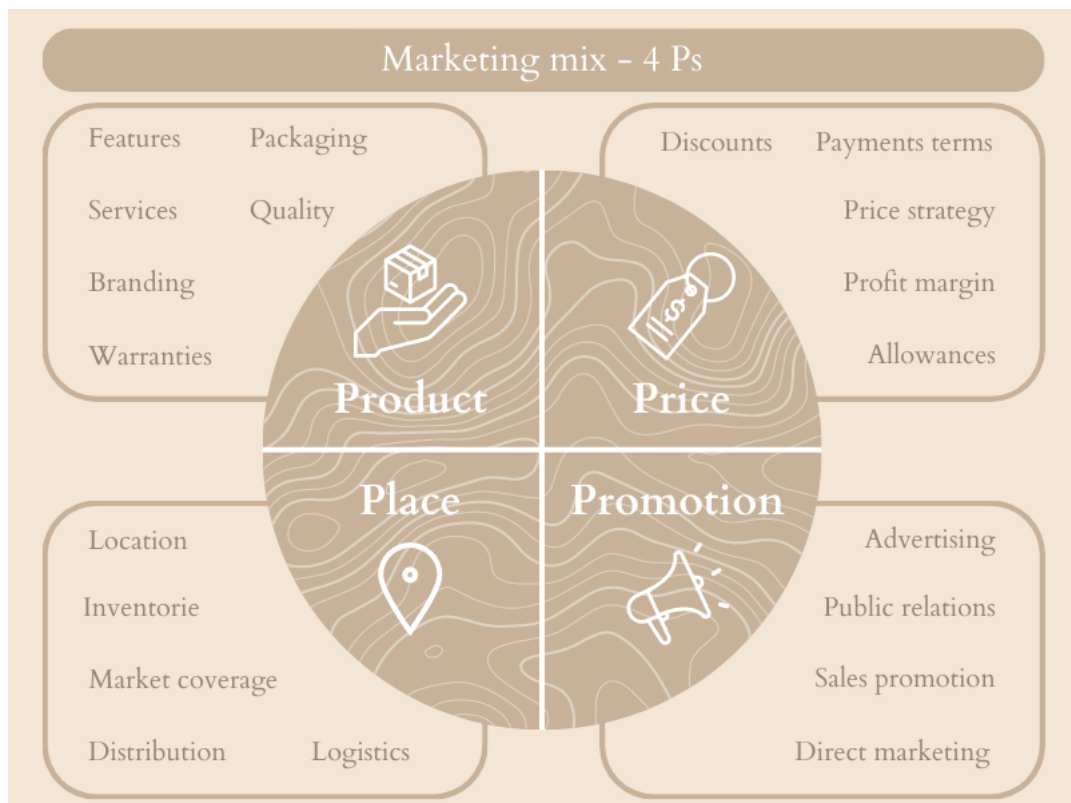 Marketing mix - 4 Ps
Features Packaging
Services Quality
Branding
Warranties
Discounts Payments terms
Price strategy
Profit margin
Allowances
Product
Price
Place
Promotion
Location
Inventorie
Market coverage
Distribution Logistics
Advertising
Public relations
Sales promotion
Direct marketing